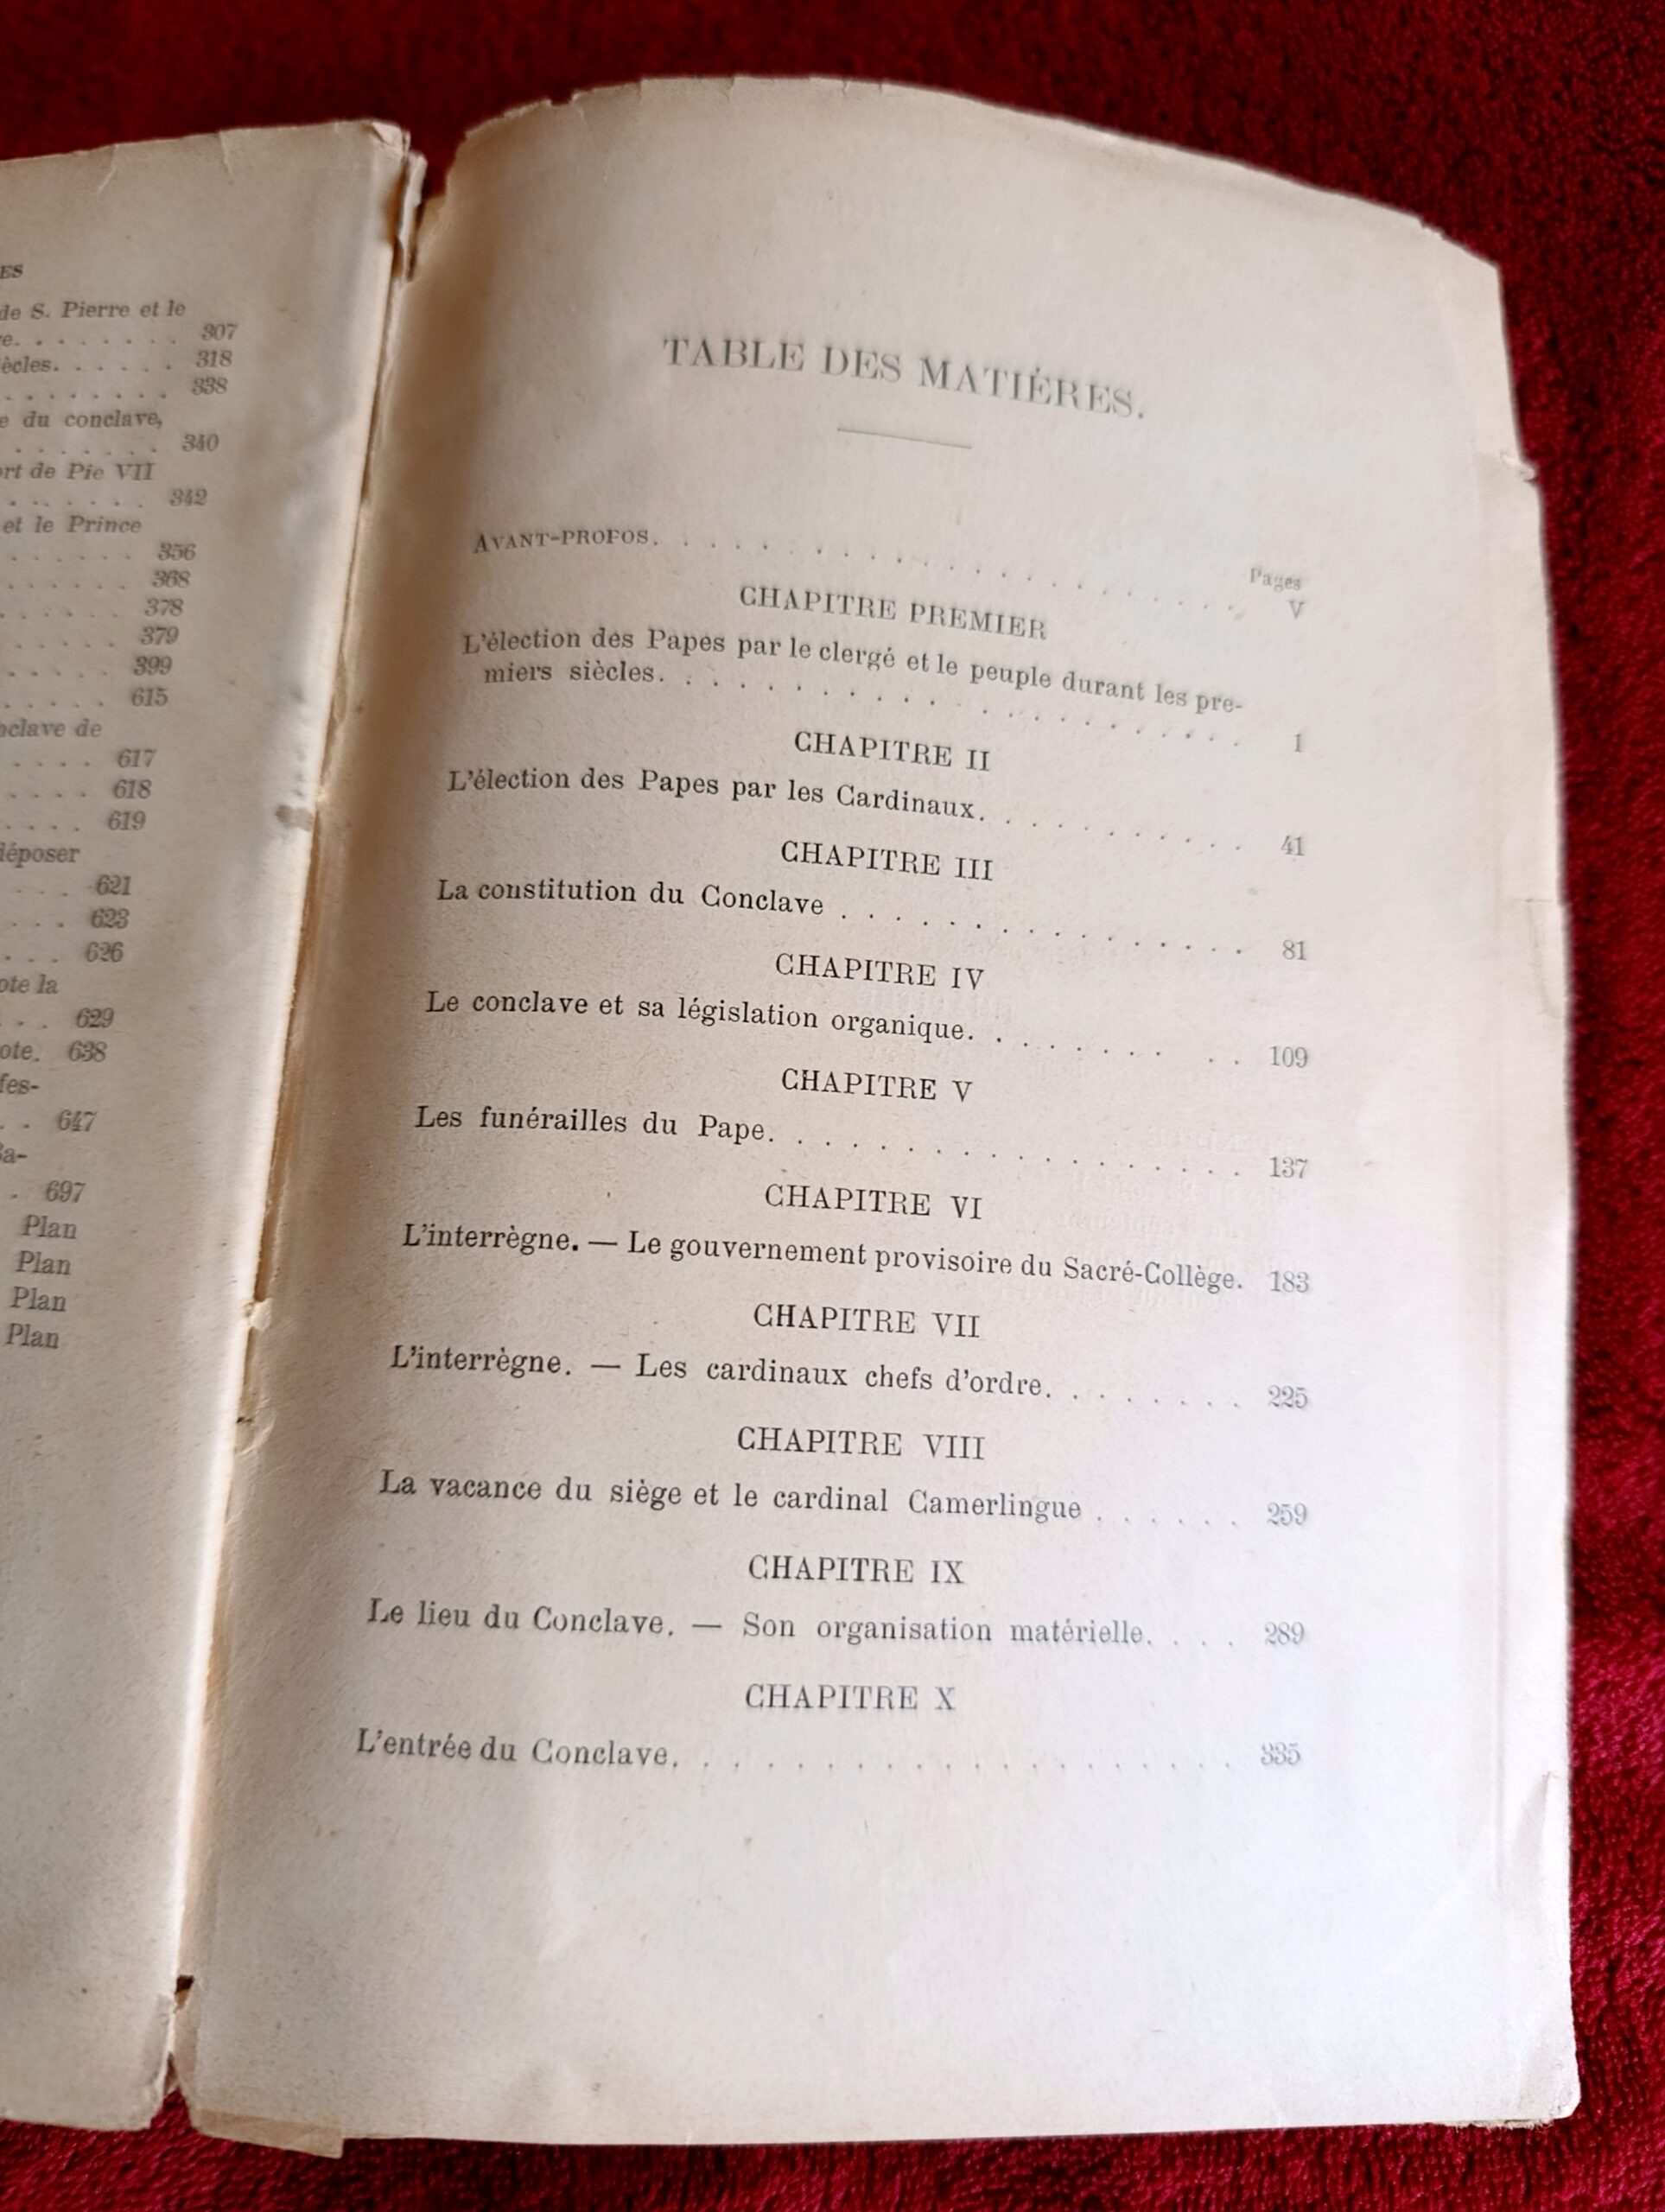 ES
de S. Pierre et le
e. . . . . . . . 307
ècles. . . . . . 318
. . . . . . . . 338
e du conclave,
. . . . . . . 340
ort de Pie VII
. . . . . . 342
et le Prince
. . . . . . 356
. . . . . . 368
. . . . . . 378
. . . . . . 379
. . . . . 399
. . . . . 615
nclave de
. . . . . 617
. . . . . 618
. . . . 619
déposer
. . . 621
. . . 623
. . . 626
ote la
. . . 629
ote. 638
fes-
. . 647
Sa-
. 697
Plan
Plan
Plan
Plan
TABLE DES MATIÈRES.
Pages
AVANT-PROPOS. . . . . . . . . . . . . . . . . . . . . V
CHAPITRE PREMIER
L'élection des Papes par le clergé et le peuple durant les pre-
miers siècles. . . . . . . . . . . . . . . . . . . . . 1
CHAPITRE II
L'élection des Papes par les Cardinaux. . . . . . . . . . . 41
CHAPITRE III
La constitution du Conclave . . . . . . . . . . . . . . . . 81
CHAPITRE IV
Le conclave et sa législation organique. . . . . . . . . . 109
CHAPITRE V
Les funérailles du Pape. . . . . . . . . . . . . . . . . . 137
CHAPITRE VI
L'interrègne. — Le gouvernement provisoire du Sacré-Collège. 183
CHAPITRE VII
L'interrègne. — Les cardinaux chefs d'ordre. . . . . . . . 225
CHAPITRE VIII
La vacance du siège et le cardinal Camerlingue . . . . . . 259
CHAPITRE IX
Le lieu du Conclave. — Son organisation matérielle. . . . 289
CHAPITRE X
L'entrée du Conclave. . . . . . . . . . . . . . . . . . . 335